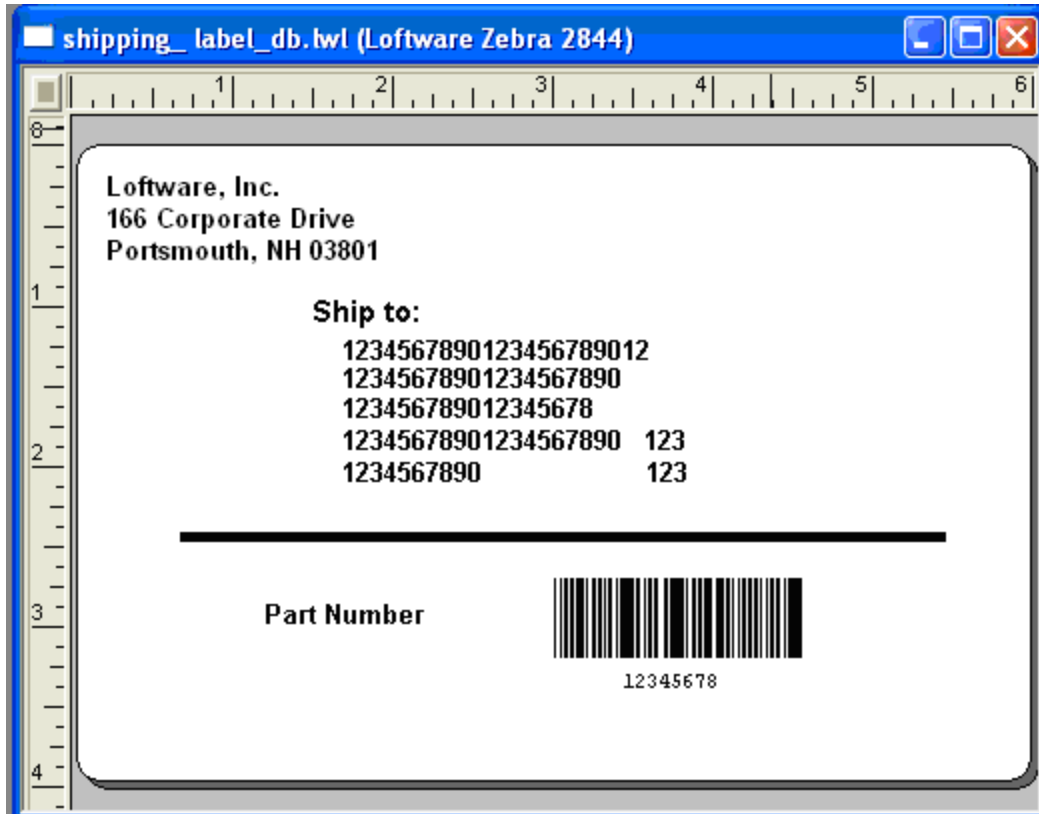 shipping_ label_db.lwl (Loftware Zebra 2844)
1 2 3 4 5 6
8
Loftware, Inc.
166 Corporate Drive
Portsmouth, NH 03801
1
Ship to:
1234567890123456789012
12345678901234567890
123456789012345678
12345678901234567890 123
2
1234567890 123
3
Part Number
12345678
4